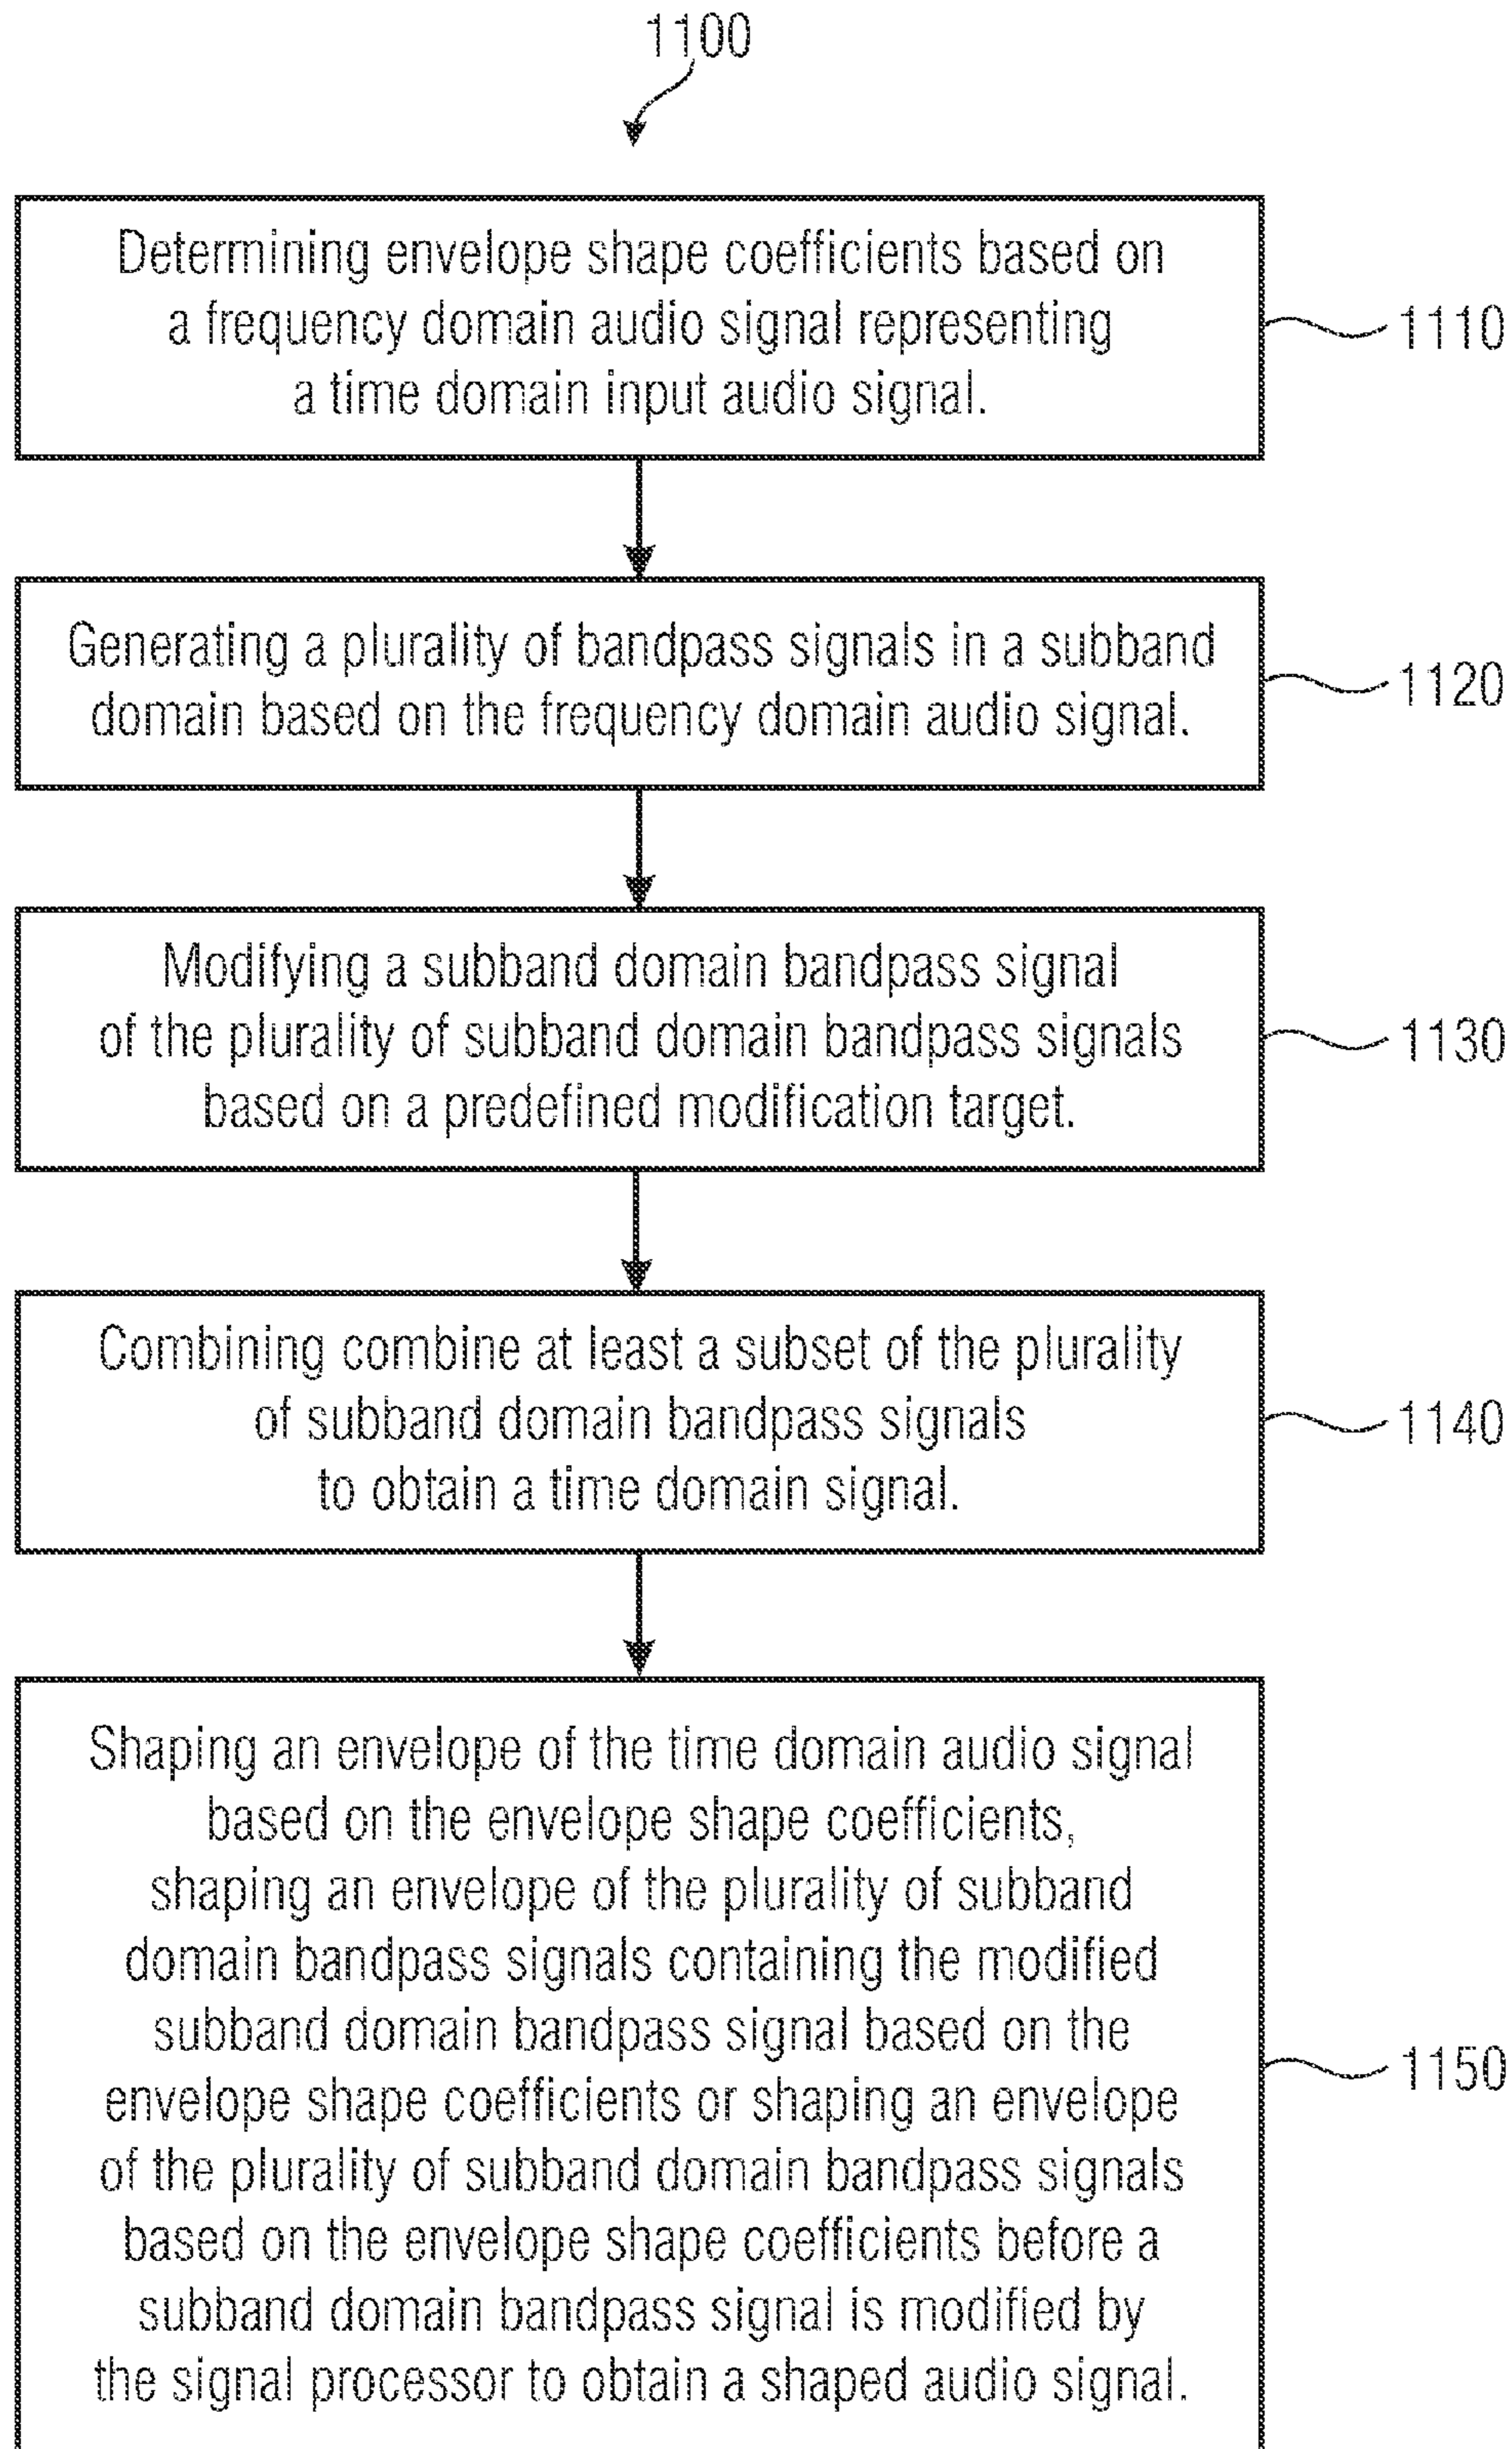 1100
Determining envelope shape coefficients based on
a frequency domain audio signal representing
a time domain input audio signal.
1110
Generating a plurality of bandpass signals in a subband
domain based on the frequency domain audio signal.
1120
Modifying a subband domain bandpass signal
of the plurality of subband domain bandpass signals
based on a predefined modification target.
1130
Combining combine at least a subset of the plurality
of subband domain bandpass signals
to obtain a time domain signal.
1140
Shaping an envelope of the time domain audio signal
based on the envelope shape coefficients,
shaping an envelope of the plurality of subband
domain bandpass signals containing the modified
subband domain bandpass signal based on the
envelope shape coefficients or shaping an envelope
of the plurality of subband domain bandpass signals
based on the envelope shape coefficients before a
subband domain bandpass signal is modified by
the signal processor to obtain a shaped audio signal.
1150